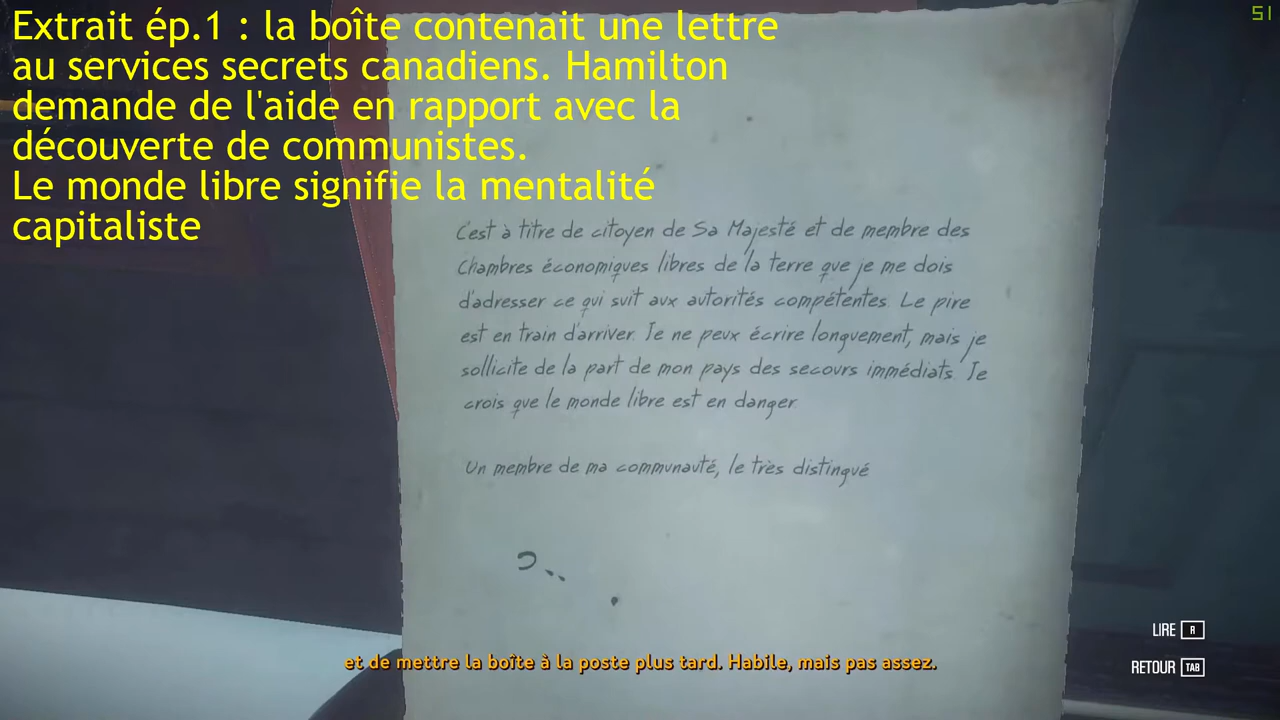 Extrait ép.1 : la boîte contenait une lettre
au services secrets canadiens. Hamilton
demande de l'aide en rapport avec la
découverte de communistes.
Le monde libre signifie la mentalité
capitaliste
51
C'est à titre de citoyen de Sa Majesté et de membre des
Chambres économiques libres de la terre que je me dois
d'adresser ce qui suit aux autorités compétentes. Le pire
est en train d'arriver. Je ne peux écrire longuement, mais je
sollicite de la part de mon pays des secours immédiats. Je
crois que le monde libre est en danger.
Un membre de ma communauté, le très distingué
et de mettre la boîte à la poste plus tard. Habile, mais pas assez.
LIRE R
RETOUR TAB